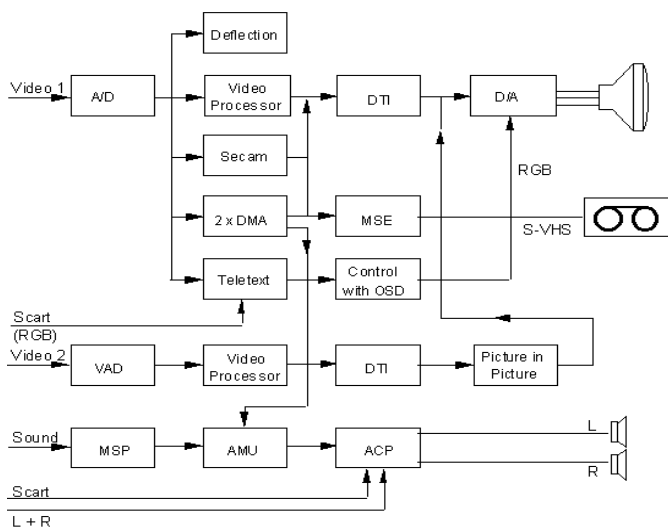 Deflection
Video 1
A/D
Video
Processor
DTI
D/A
Secam
RGB
2 x DMA
MSE
S-VHS
Teletext
Control
with OSD
Scart
(RGB)
Video 2
VAD
Video
Processor
DTI
Picture in
Picture
Sound
MSP
AMU
ACP
L
R
Scart
L + R